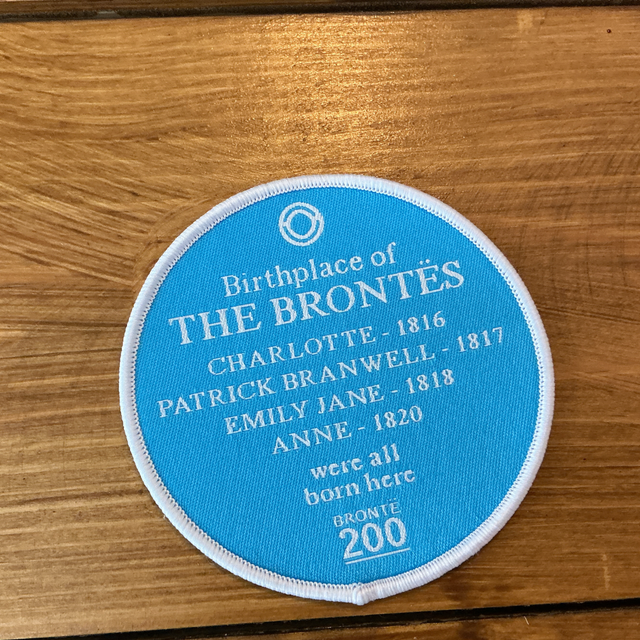 Birthplace of
THE BRONTËS
CHARLOTTE - 1816
PATRICK BRANWELL - 1817
EMILY JANE - 1818
ANNE - 1820
were all
born here
BRONTË
200